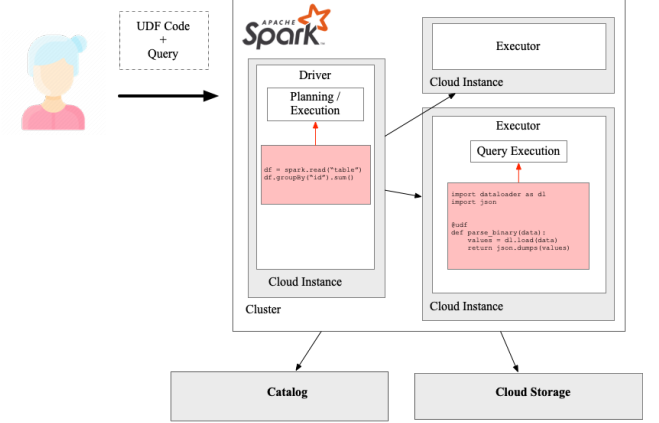 UDF Code
+
Query
APACHE
Spark
Driver
Planning /
Execution
df = spark.read("table")
df.groupBy("id").sum()
Cloud Instance
Cluster
Executor
Cloud Instance
Executor
Query Execution
import dataloader as dl
import json
@udf
def parse_binary(data):
    values = dl.load(data)
    return json.dumps(values)
Cloud Instance
Catalog
Cloud Storage